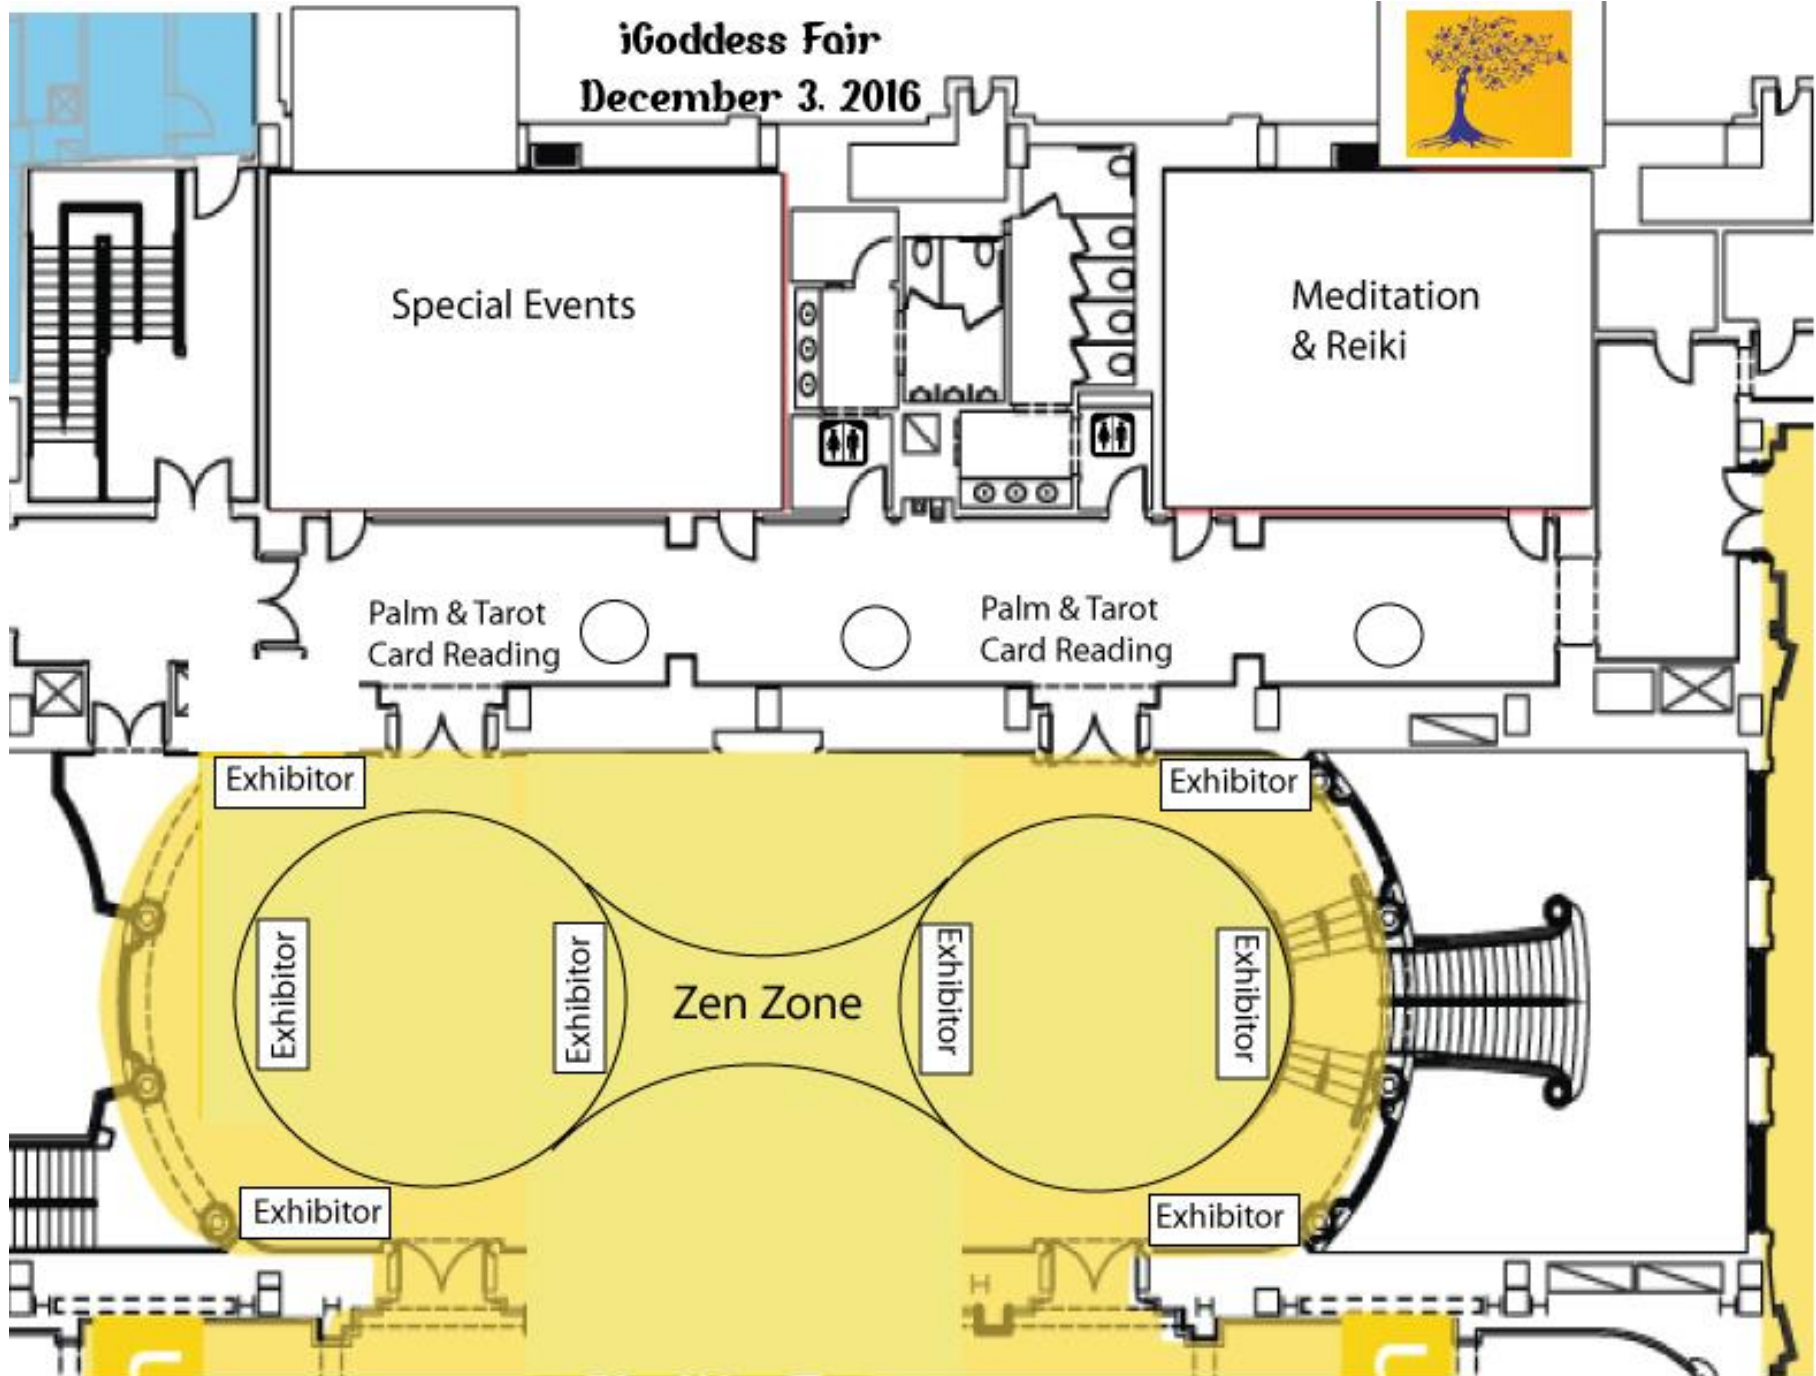 iGoddess Fair
December 3. 2016
Special Events
Meditation
& Reiki
Palm & Tarot
Card Reading
Palm & Tarot
Card Reading
Exhibitor
Exhibitor
Exhibitor
Exhibitor
Zen Zone
Exhibitor
Exhibitor
Exhibitor
Exhibitor